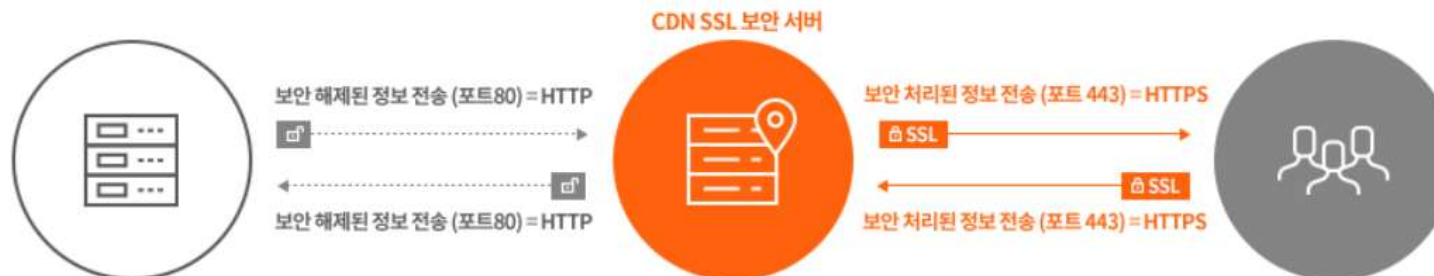 CDN SSL 보안 서버
보안 해제된 정보 전송 (포트80) = HTTP
보안 처리된 정보 전송 (포트 443) = HTTPS
SSL
SSL
보안 해제된 정보 전송 (포트80) = HTTP
보안 처리된 정보 전송 (포트 443) = HTTPS